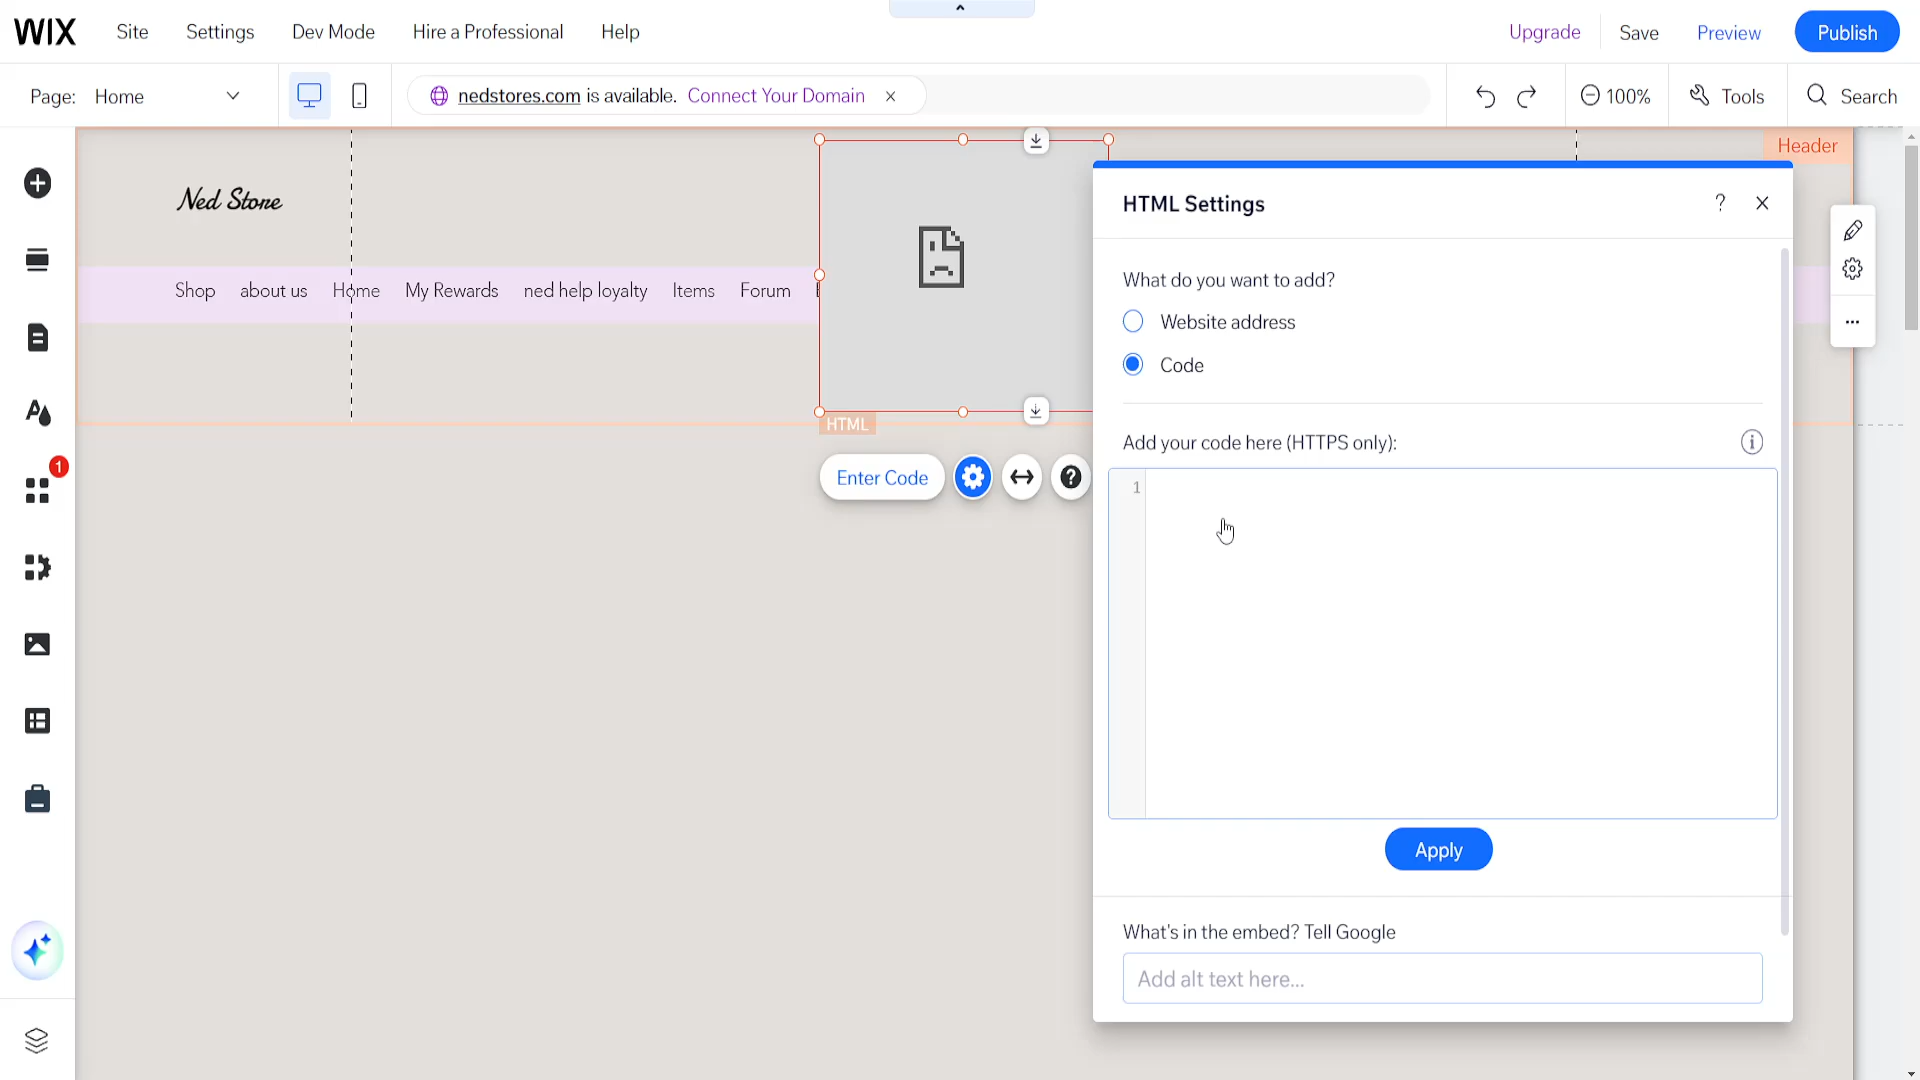 WIX Site Settings Dev Mode Hire a Professional Help Upgrade Save Preview Publish
Page: Home nedstores.com is available. Connect Your Domain 100% Tools Search
Header
Ned Store
Shop about us Home My Rewards ned help loyalty Items Forum
HTML
Enter Code
1
HTML Settings ?
What do you want to add?
Website address
Code
Add your code here (HTTPS only):
1
Apply
What's in the embed? Tell Google
Add alt text here...